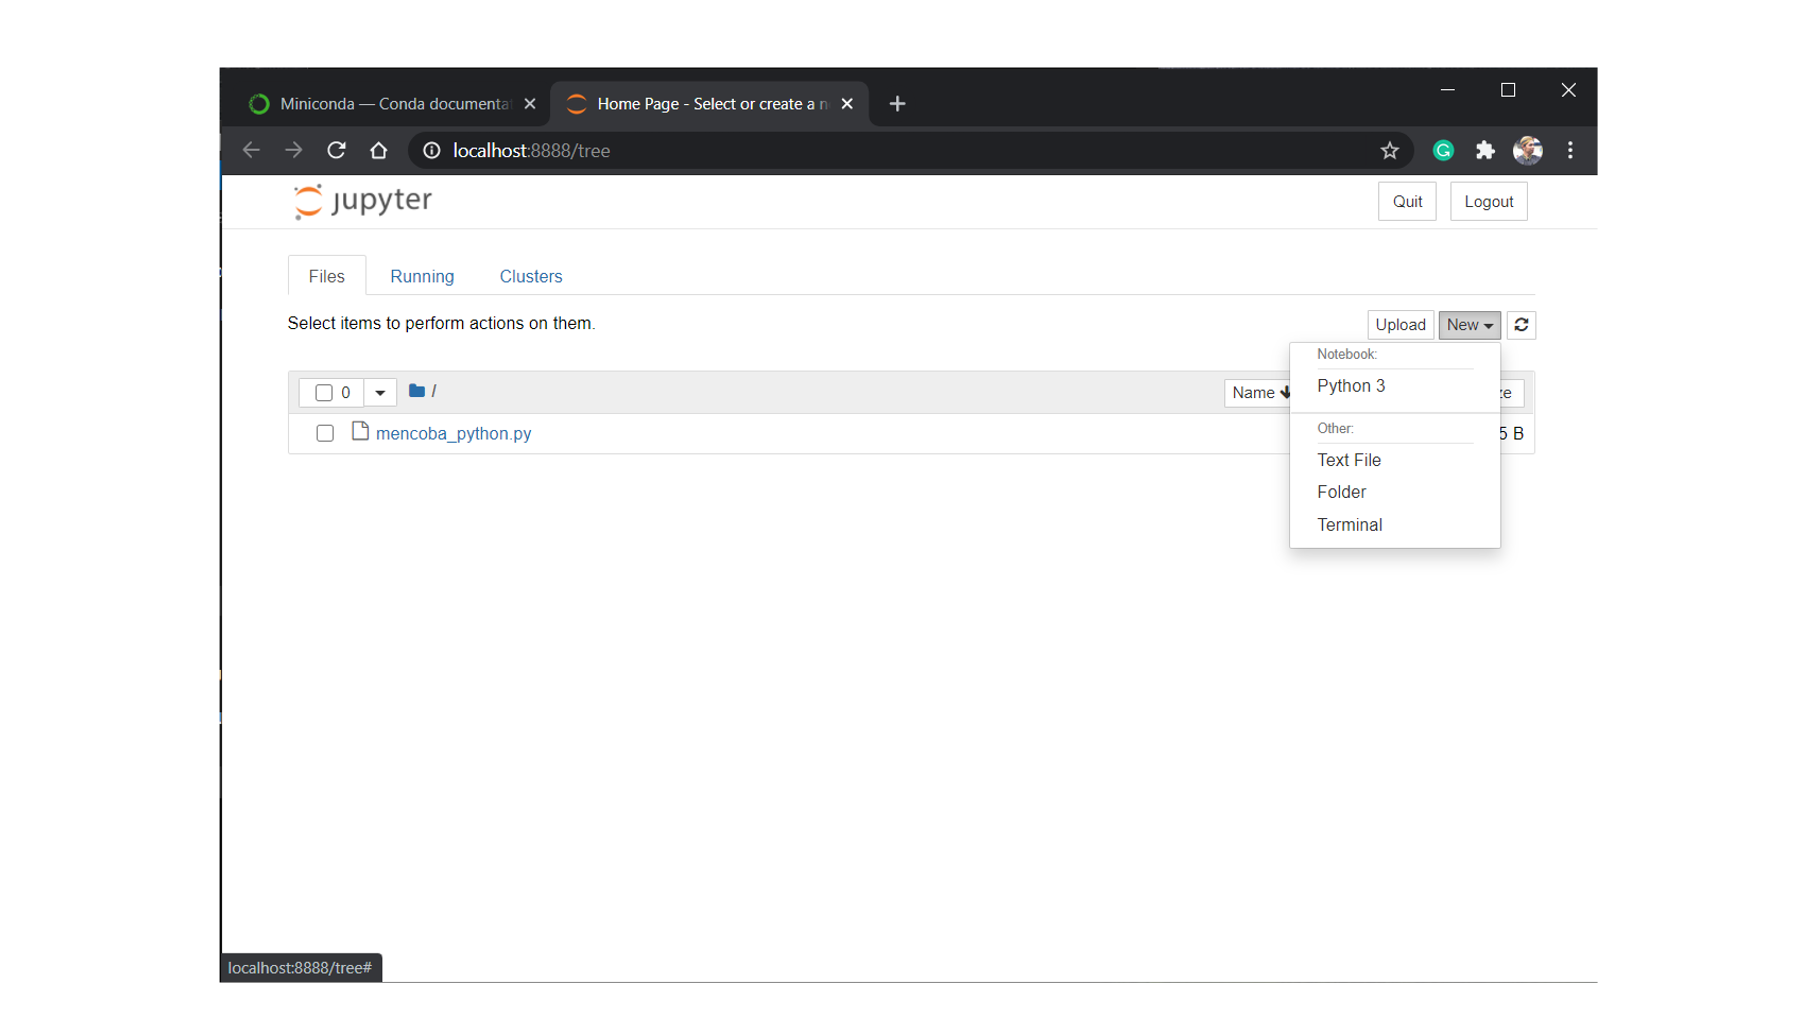 Miniconda — Conda documentat
Home Page - Select or create a n
localhost:8888/tree
jupyter
Quit
Logout
Files
Running
Clusters
Select items to perform actions on them.
Upload
New
Notebook:
Python 3
Other:
Text File
Folder
Terminal
0
/
Name
ze
mencoba_python.py
5 B
localhost:8888/tree#